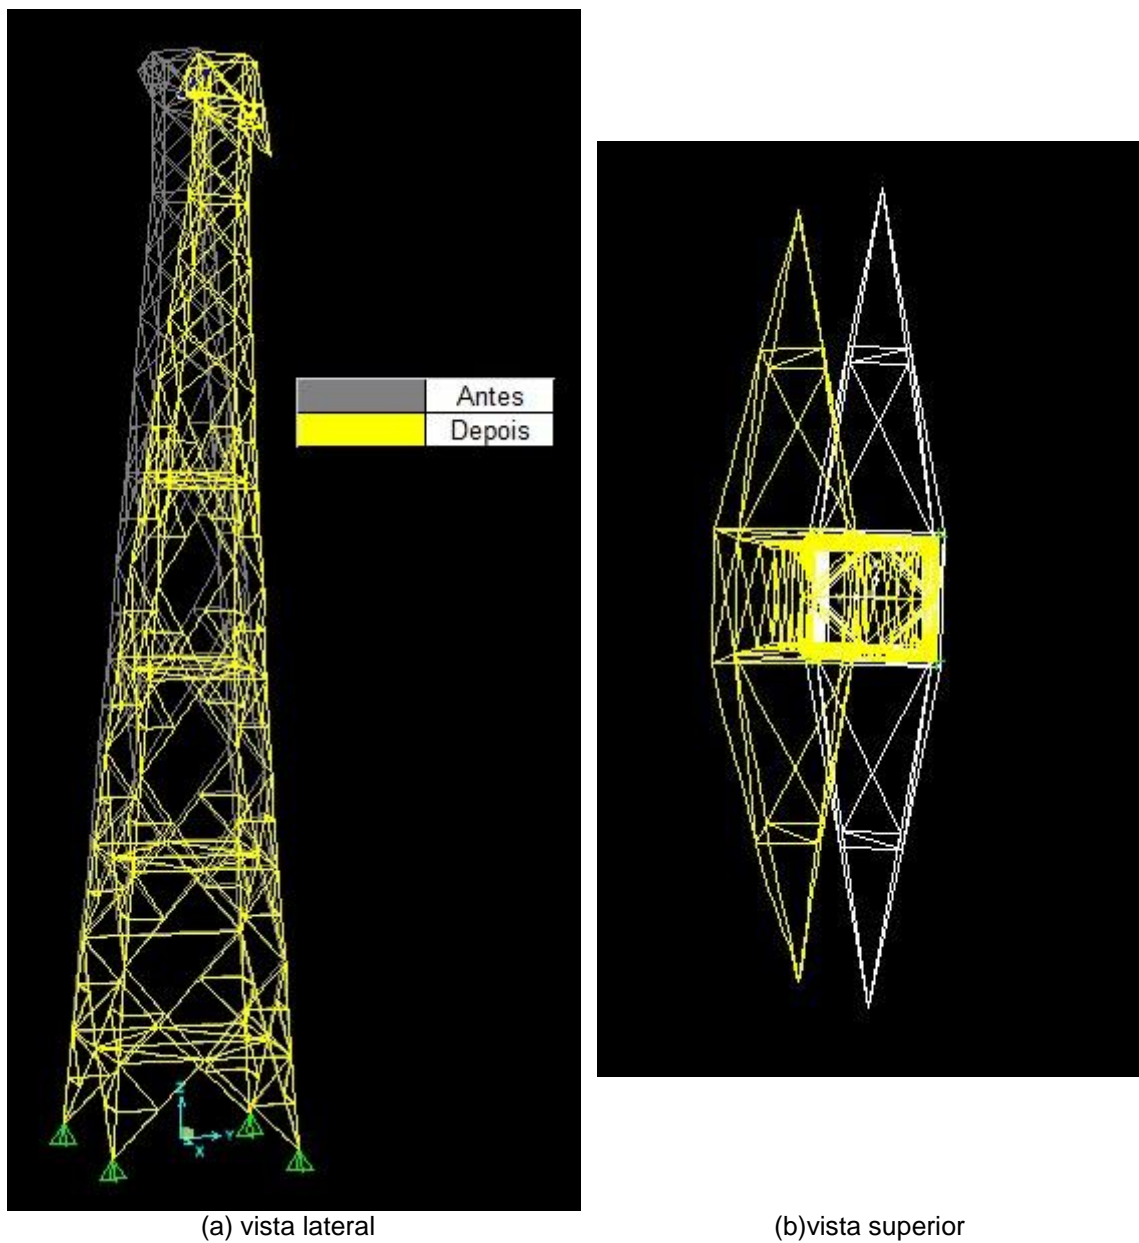 Antes
Depois
Z
Y
X
(a) vista lateral
(b)vista superior